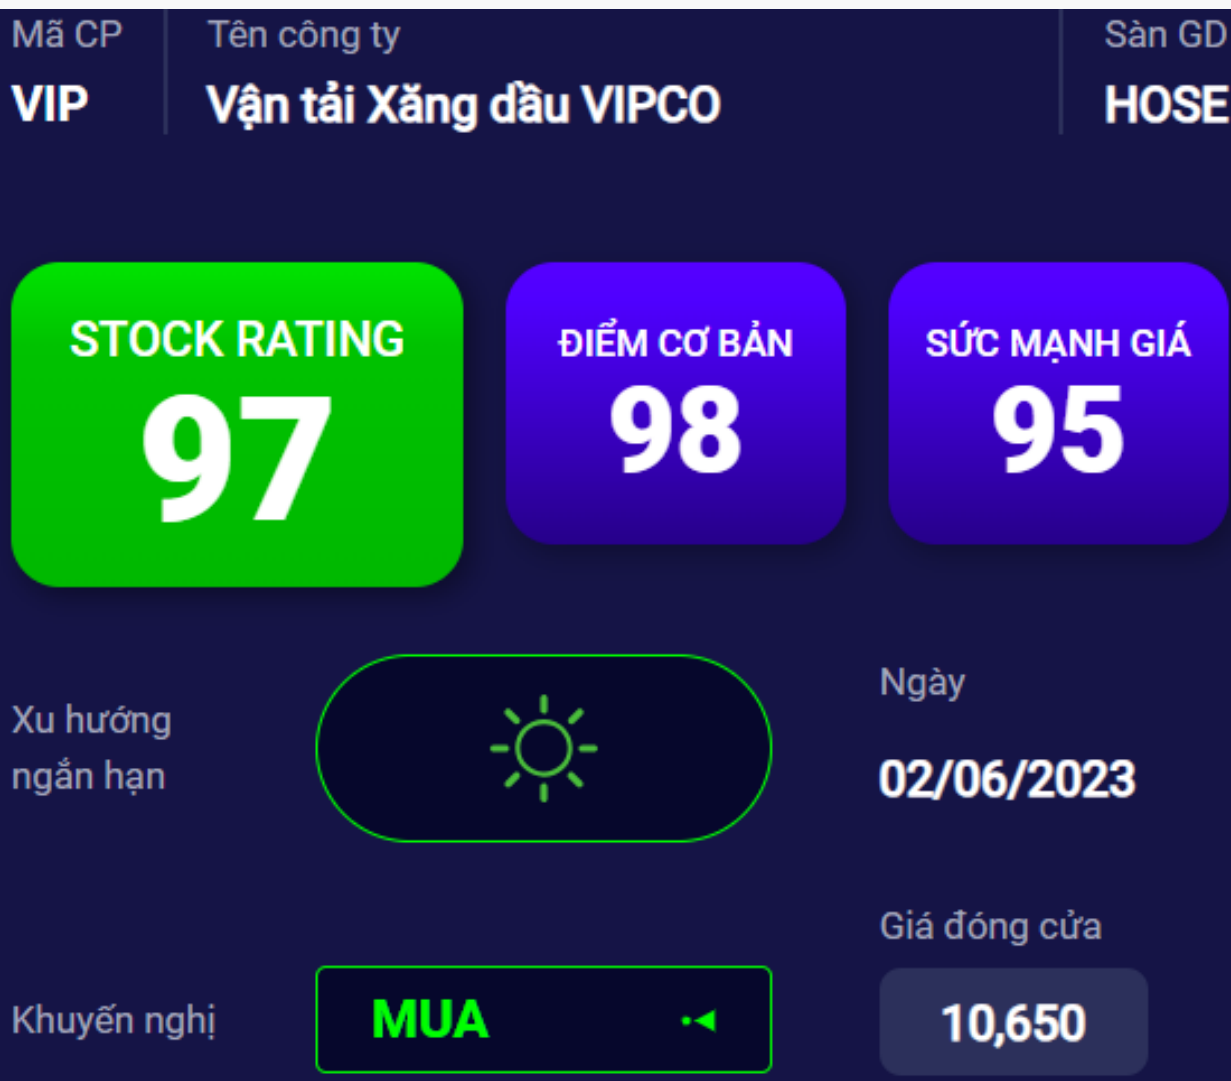 Mã CP
Tên công ty
Sàn GD
VIP
Vận tải Xăng dầu VIPCO
HOSE
STOCK RATING
97
ĐIỂM CƠ BẢN
98
SỨC MẠNH GIÁ
95
Xu hướng
ngắn hạn
Ngày
02/06/2023
Khuyến nghị
MUA
Giá đóng cửa
10,650